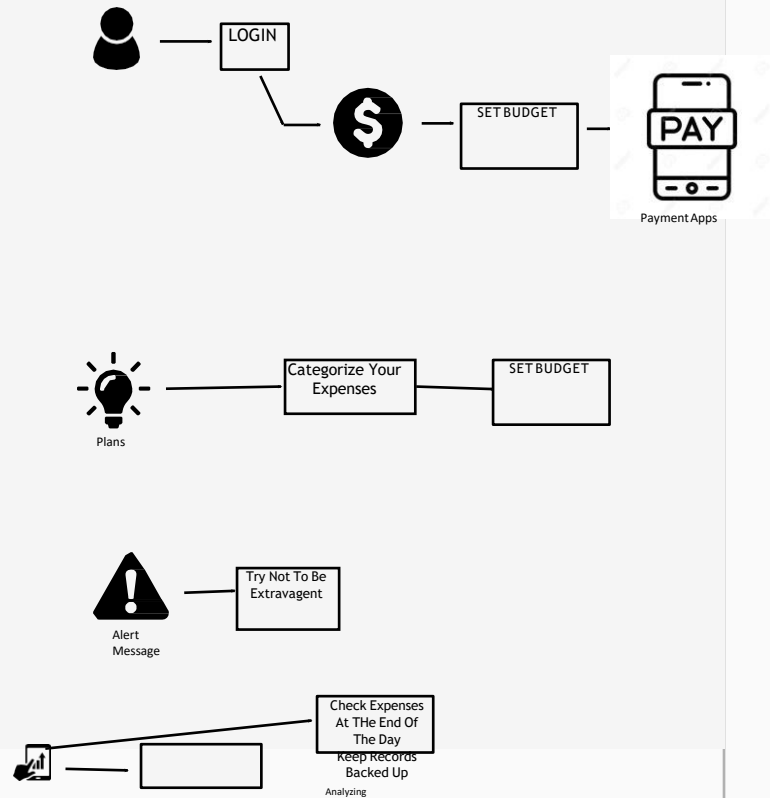 LOGIN
SET BUDGET
PAY
Payment Apps
Categorize Your
Expenses
SET BUDGET
Plans
Try Not To Be
Extravagent
Alert
Message
Check Expenses
At THe End Of
The Day
Keep Records
Backed Up
Analyzing